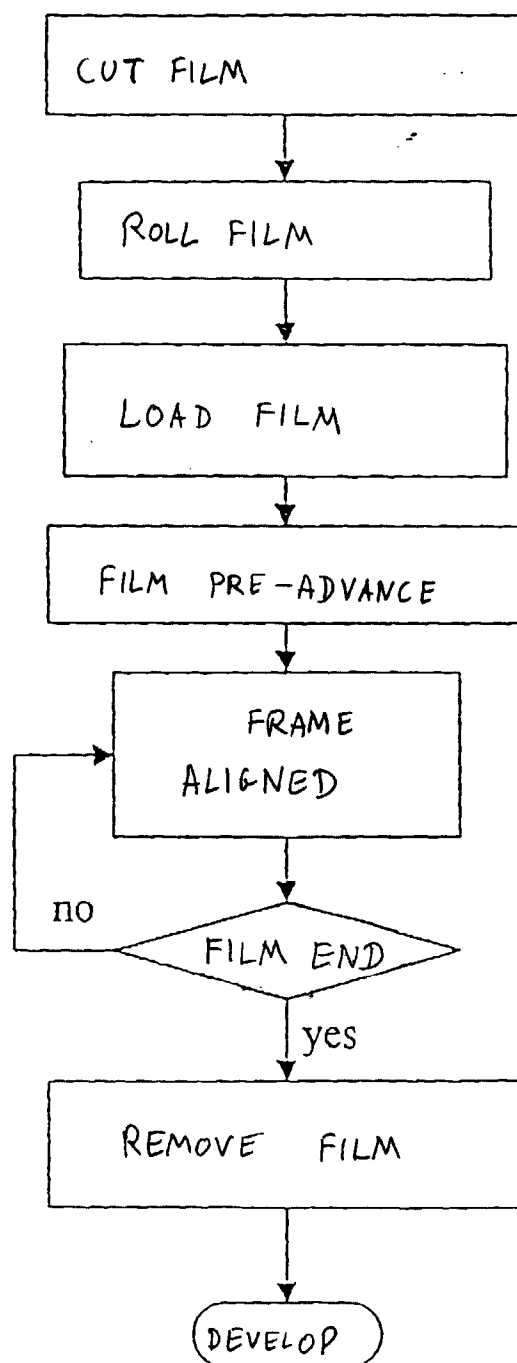 CUT FILM
ROLL FILM
LOAD FILM
FILM PRE-ADVANCE
FRAME
ALIGNED
no
FILM END
yes
REMOVE FILM
DEVELOP